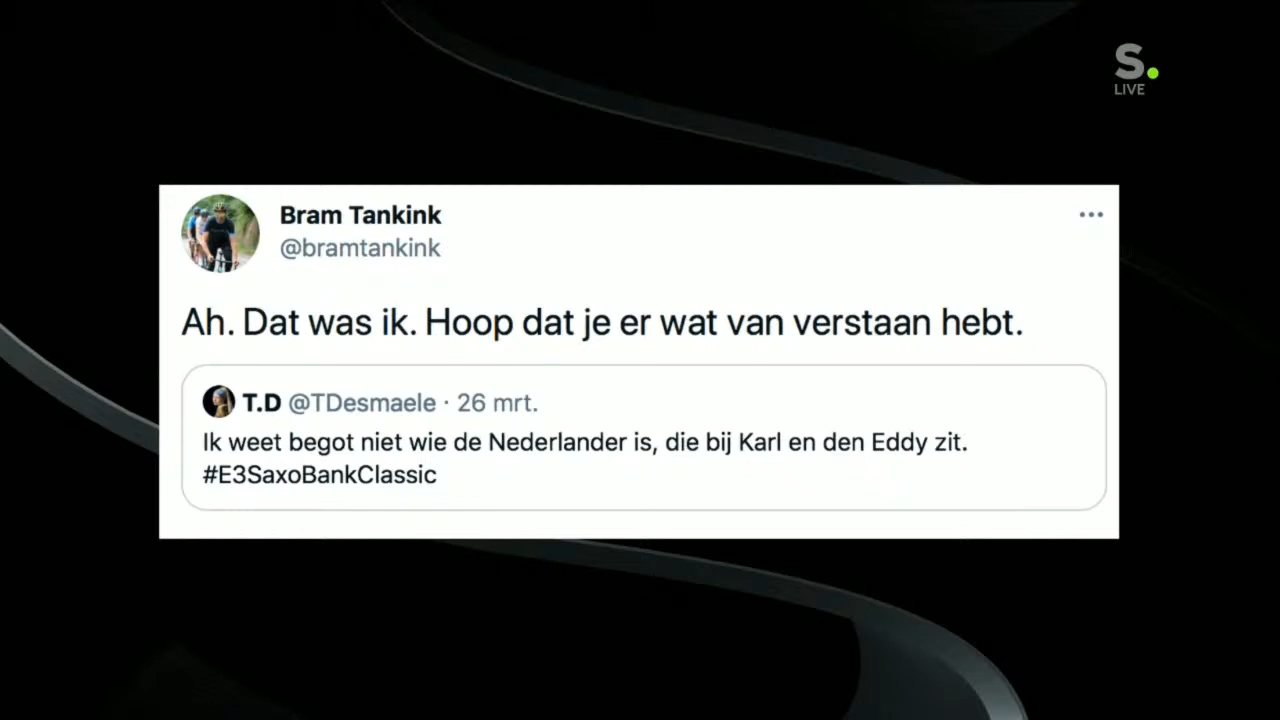 S.
LIVE
Bram Tankink
@bramtankink
Ah. Dat was ik. Hoop dat je er wat van verstaan hebt.
T.D @TDesmaele · 26 mrt.
Ik weet begot niet wie de Nederlander is, die bij Karl en den Eddy zit.
#E3SaxoBankClassic